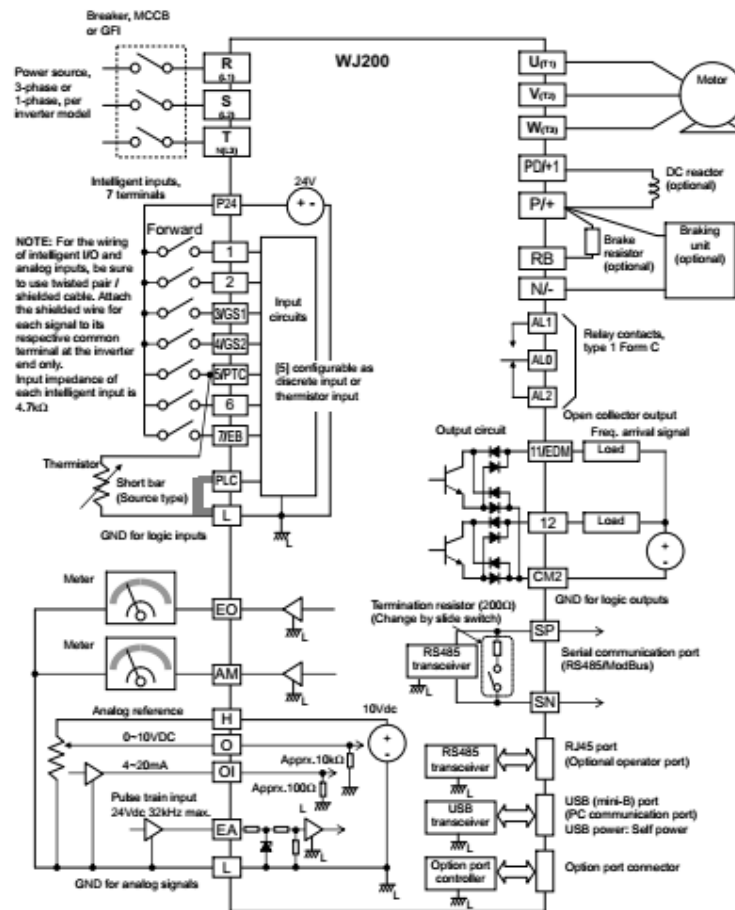 Breaker, MCCB
or GFI
Power source,
3-phase or
1-phase, per
inverter model
R
(L1)
S
(L2)
T
N(L3)
WJ200
U(T1)
V(T2)
W(T3)
Motor
PD/+1
P/+
DC reactor
(optional)
RB
Brake
resistor
(optional)
Braking
unit
(optional)
N/-
Intelligent inputs,
7 terminals
24V
P24
+ -
Forward
NOTE: For the wiring
of intelligent I/O and
analog inputs, be sure
to use twisted pair /
shielded cable. Attach
the shielded wire for
each signal to its
respective common
terminal at the inverter
end only.
Input impedance of
each intelligent input is
4.7kΩ
1
2
3/GS1
4/GS2
5/PTC
6
7/EB
Input
circuits
[5] configurable as
discrete input or
thermistor input
Thermistor
Short bar
(Source type)
PLC
L
L
GND for logic inputs
AL1
AL0
AL2
Relay contacts,
type 1 Form C
Open collector output
Output circuit
Freq. arrival signal
11/EDM
Load
12
Load
+
-
CM2
GND for logic outputs
Meter
EO
L
Meter
AM
L
Termination resistor (200Ω)
(Change by slide switch)
RS485
transceiver
L
SP
SN
Serial communication port
(RS485/ModBus)
Analog reference
H
10Vdc
+
-
0~10VDC
O
Apprx.10kΩ
4~20mA
OI
Apprx.100Ω
L
L
Pulse train input
24Vdc 32kHz max.
EA
L
L
L
GND for analog signals
RS485
transceiver
L
RJ45 port
(Optional operator port)
USB
transceiver
L
USB (mini-B) port
(PC communication port)
USB power: Self power
Option port
controller
L
Option port connector